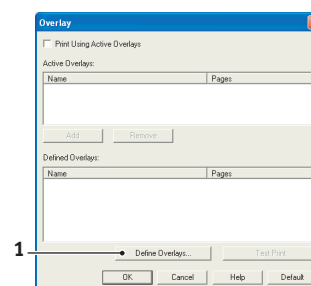 Overlay
Print Using Active Overlays
Active Overlays:
Name Pages
Add Remove
Defined Overlays:
Name Pages
1 Define Overlays... Test Print
OK Cancel Help Default